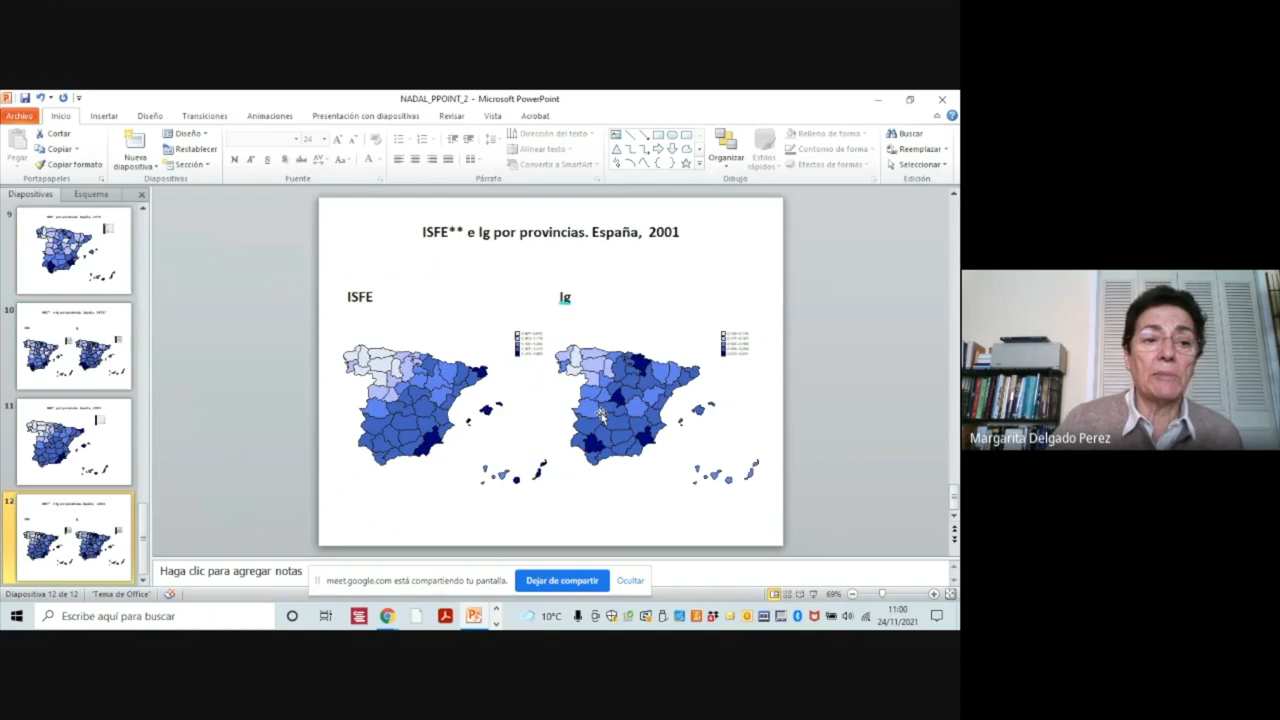 NADAL_PPOINT_2 - Microsoft PowerPoint
Archivo Inicio Insertar Diseño Transiciones Animaciones Presentación con diapositivas Revisar Vista Acrobat
Pegar
Cortar
Copiar
Copiar formato
Portapapeles
Nueva diapositiva
Diseño
Restablecer
Sección
Diapositivas
24
Fuente
Párrafo
Dirección del texto
Alinear texto
Convertir a SmartArt
Organizar
Estilos rápidos
Relleno de forma
Contorno de forma
Efectos de formas
Dibujo
Buscar
Reemplazar
Seleccionar
Edición
Diapositivas Esquema
9
10
11
12
ISFE** e Ig por provincias. España, 2001
ISFE Ig
Haga clic para agregar notas
meet.google.com está compartiendo tu pantalla. Dejar de compartir Ocultar
Diapositiva 12 de 12 "Tema de Office" 69%
Escribe aquí para buscar
10°C
11:00
24/11/2021
Margarita Delgado Perez